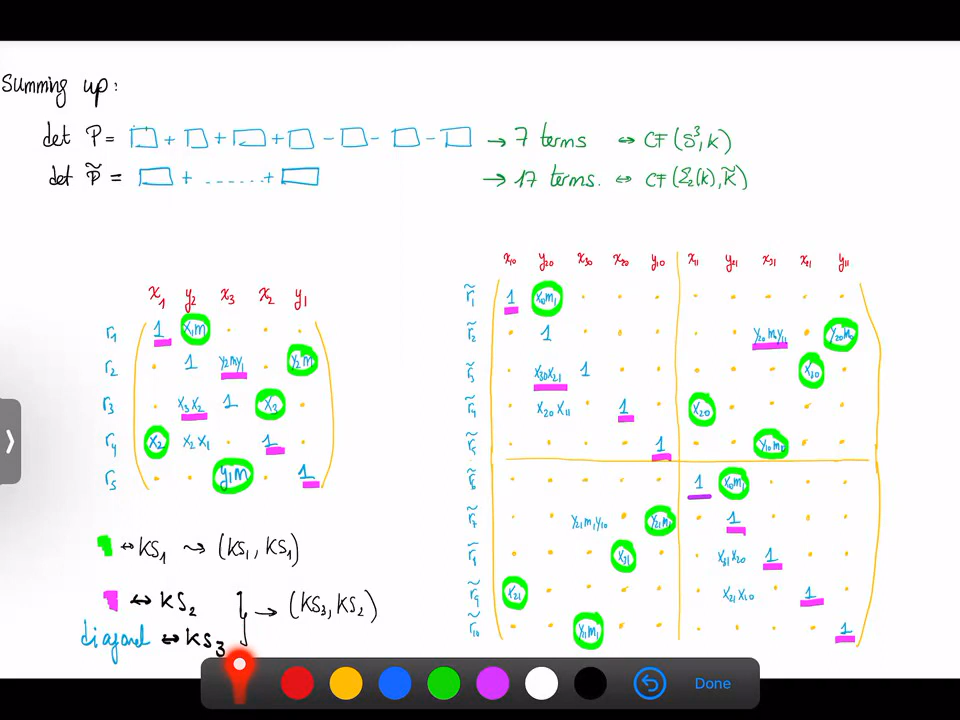 Summing up:
det P = □ + □ + □ + □ - □ - □ - □ → 7 terms ↔ CF(S³, K)
det P̃ = □ + ...... + □ → 17 terms. ↔ CF(Σ₂(K), K̃)
x₁ y₂ x₃ x₂ y₁
r₁ 1 x₁m · · ·
r₂ · 1 y₂my₁ · y₂m
r₃ · x₃x₂ 1 x₃ ·
r₄ x₂ x₂x₁ · 1 ·
r₅ · · y₁m · 1
↔ KS₁ ⇝ (KS₁, KS₁)
↔ KS₂
diagonal ↔ KS₃
} → (KS₃, KS₂)
x₁₀ y₂₀ x₃₀ x₂₀ y₁₀ x₁₁ y₂₁ x₃₁ x₂₁ y₁₁
r̃₁ 1 x₁₀m₁ · · · · · · · ·
r̃₂ · 1 · · · · · y₂₀m₀y₁₁ · y₂₀m₀
r̃₃ · x₃₀x₂₁ 1 · · · · · x₃₀ ·
r̃₄ · x₂₀x₁₁ · 1 · x₂₀ · · · ·
r̃₅ · · · · 1 · · y₁₀m₀ · ·
r̃₆ · · · · · 1 x₁₁m₀ · · ·
r̃₇ · · y₂₁m₁y₁₀ · y₂₁m₁ · 1 · · ·
r̃₈ · · · x₃₁ · · x₃₁x₂₀ 1 · ·
r̃₉ x₂₁ · · · · · x₂₁x₁₀ · 1 ·
r̃₁₀ · · y₁₁m₁ · · · · · · 1
Done